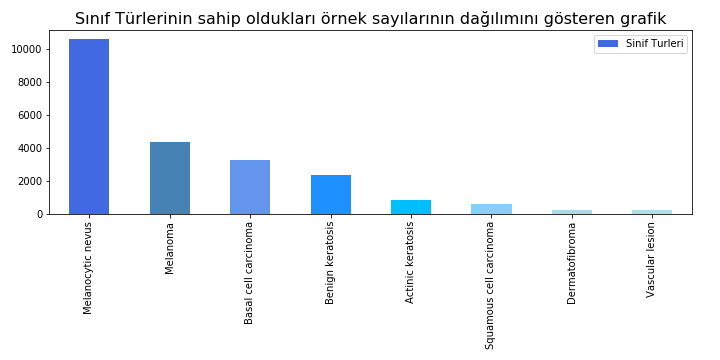 Sınıf Türlerinin sahip oldukları örnek sayılarının dağılımını gösteren grafik
Sinif Turleri
10000
8000
6000
4000
2000
0
Melanocytic nevus
Melanoma
Basal cell carcinoma
Benign keratosis
Actinic keratosis
Squamous cell carcinoma
Dermatofibroma
Vascular lesion